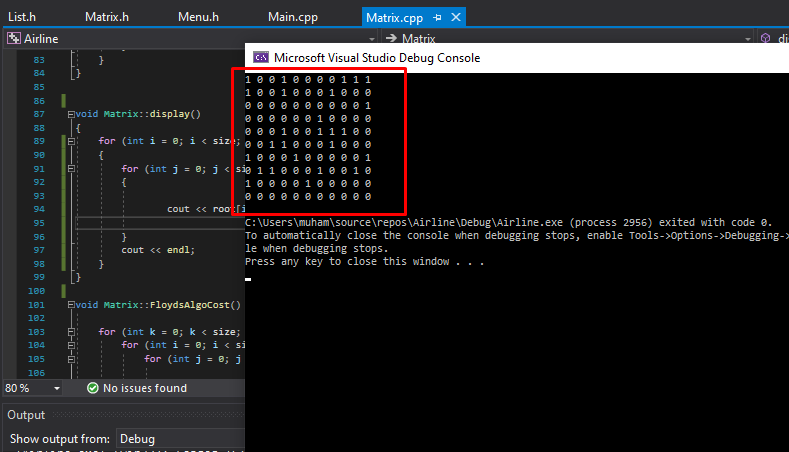 List.h Matrix.h Menu.h Main.cpp Matrix.cpp
Airline Matrix
Microsoft Visual Studio Debug Console
83 }
84 }
85
86
87 void Matrix::display()
88 {
89 for (int i = 0; i < size;
90 {
91 for (int j = 0; j < si
92 {
93
94 cout << root[i
95
96 }
97 cout << endl;
98 }
99 }
100
101 void Matrix::FloydsAlgoCost()
102
103 for (int k = 0; k < size;
104 for (int i = 0; i < si
105 for (int j = 0; j
106
1 0 0 1 0 0 0 0 1 1 1
1 0 0 1 0 0 0 1 0 0 0
0 0 0 0 0 0 0 0 0 0 1
0 0 0 0 0 0 1 0 0 0 0
0 0 0 1 0 0 1 1 1 0 0
0 0 1 1 0 0 0 1 0 0 0
1 0 0 0 1 0 0 0 0 0 1
0 1 1 0 0 0 1 0 0 1 0
1 0 0 0 0 1 0 0 0 0 0
0 0 0 0 0 0 0 0 0 0 0
C:\Users\muham\source\repos\Airline\Debug\Airline.exe (process 2956) exited with code 0.
To automatically close the console when debugging stops, enable Tools->Options->Debugging->
le when debugging stops.
Press any key to close this window . . .
80 % No issues found
Output
Show output from: Debug